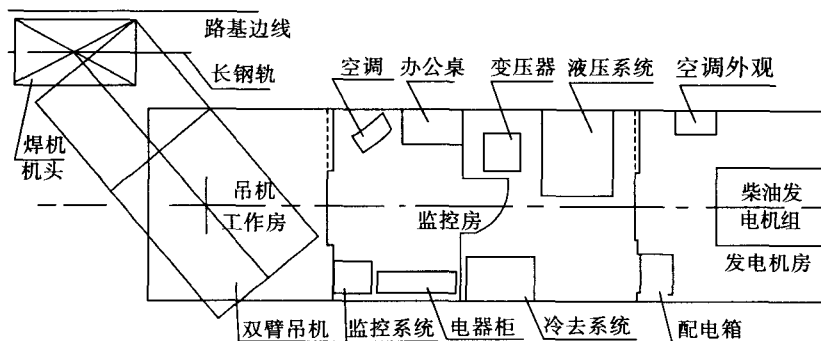 路基边线
长钢轨
空调
办公桌
变压器
液压系统
空调外观
焊机
机头
吊机
工作房
监控房
柴油发
电机组
发电机房
双臂吊机
监控系统
电器柜
冷去系统
配电箱